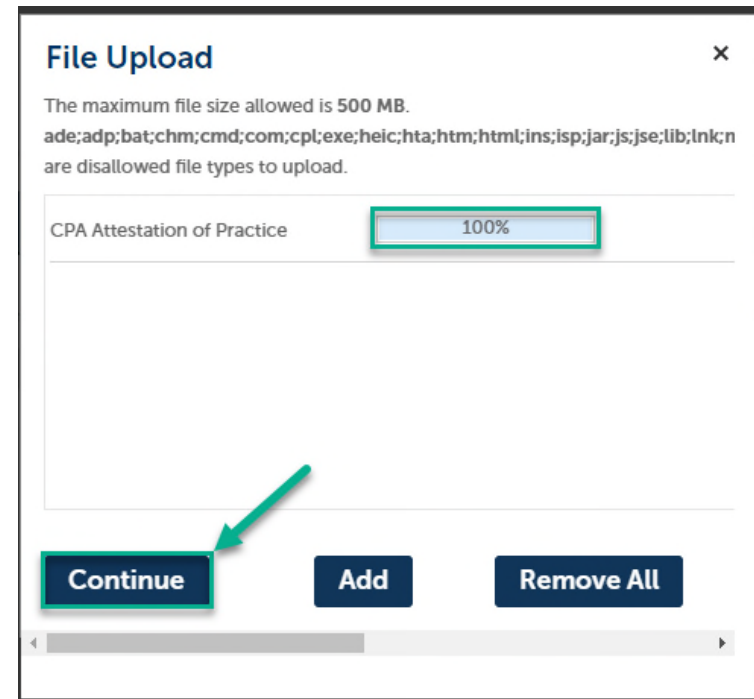 File Upload ×
The maximum file size allowed is 500 MB.
ade;adp;bat;chm;cmd;com;cpl;exe;heic;hta;htm;html;ins;isp;jar;js;jse;lib;lnk;
are disallowed file types to upload.
CPA Attestation of Practice 100%
Continue Add Remove All